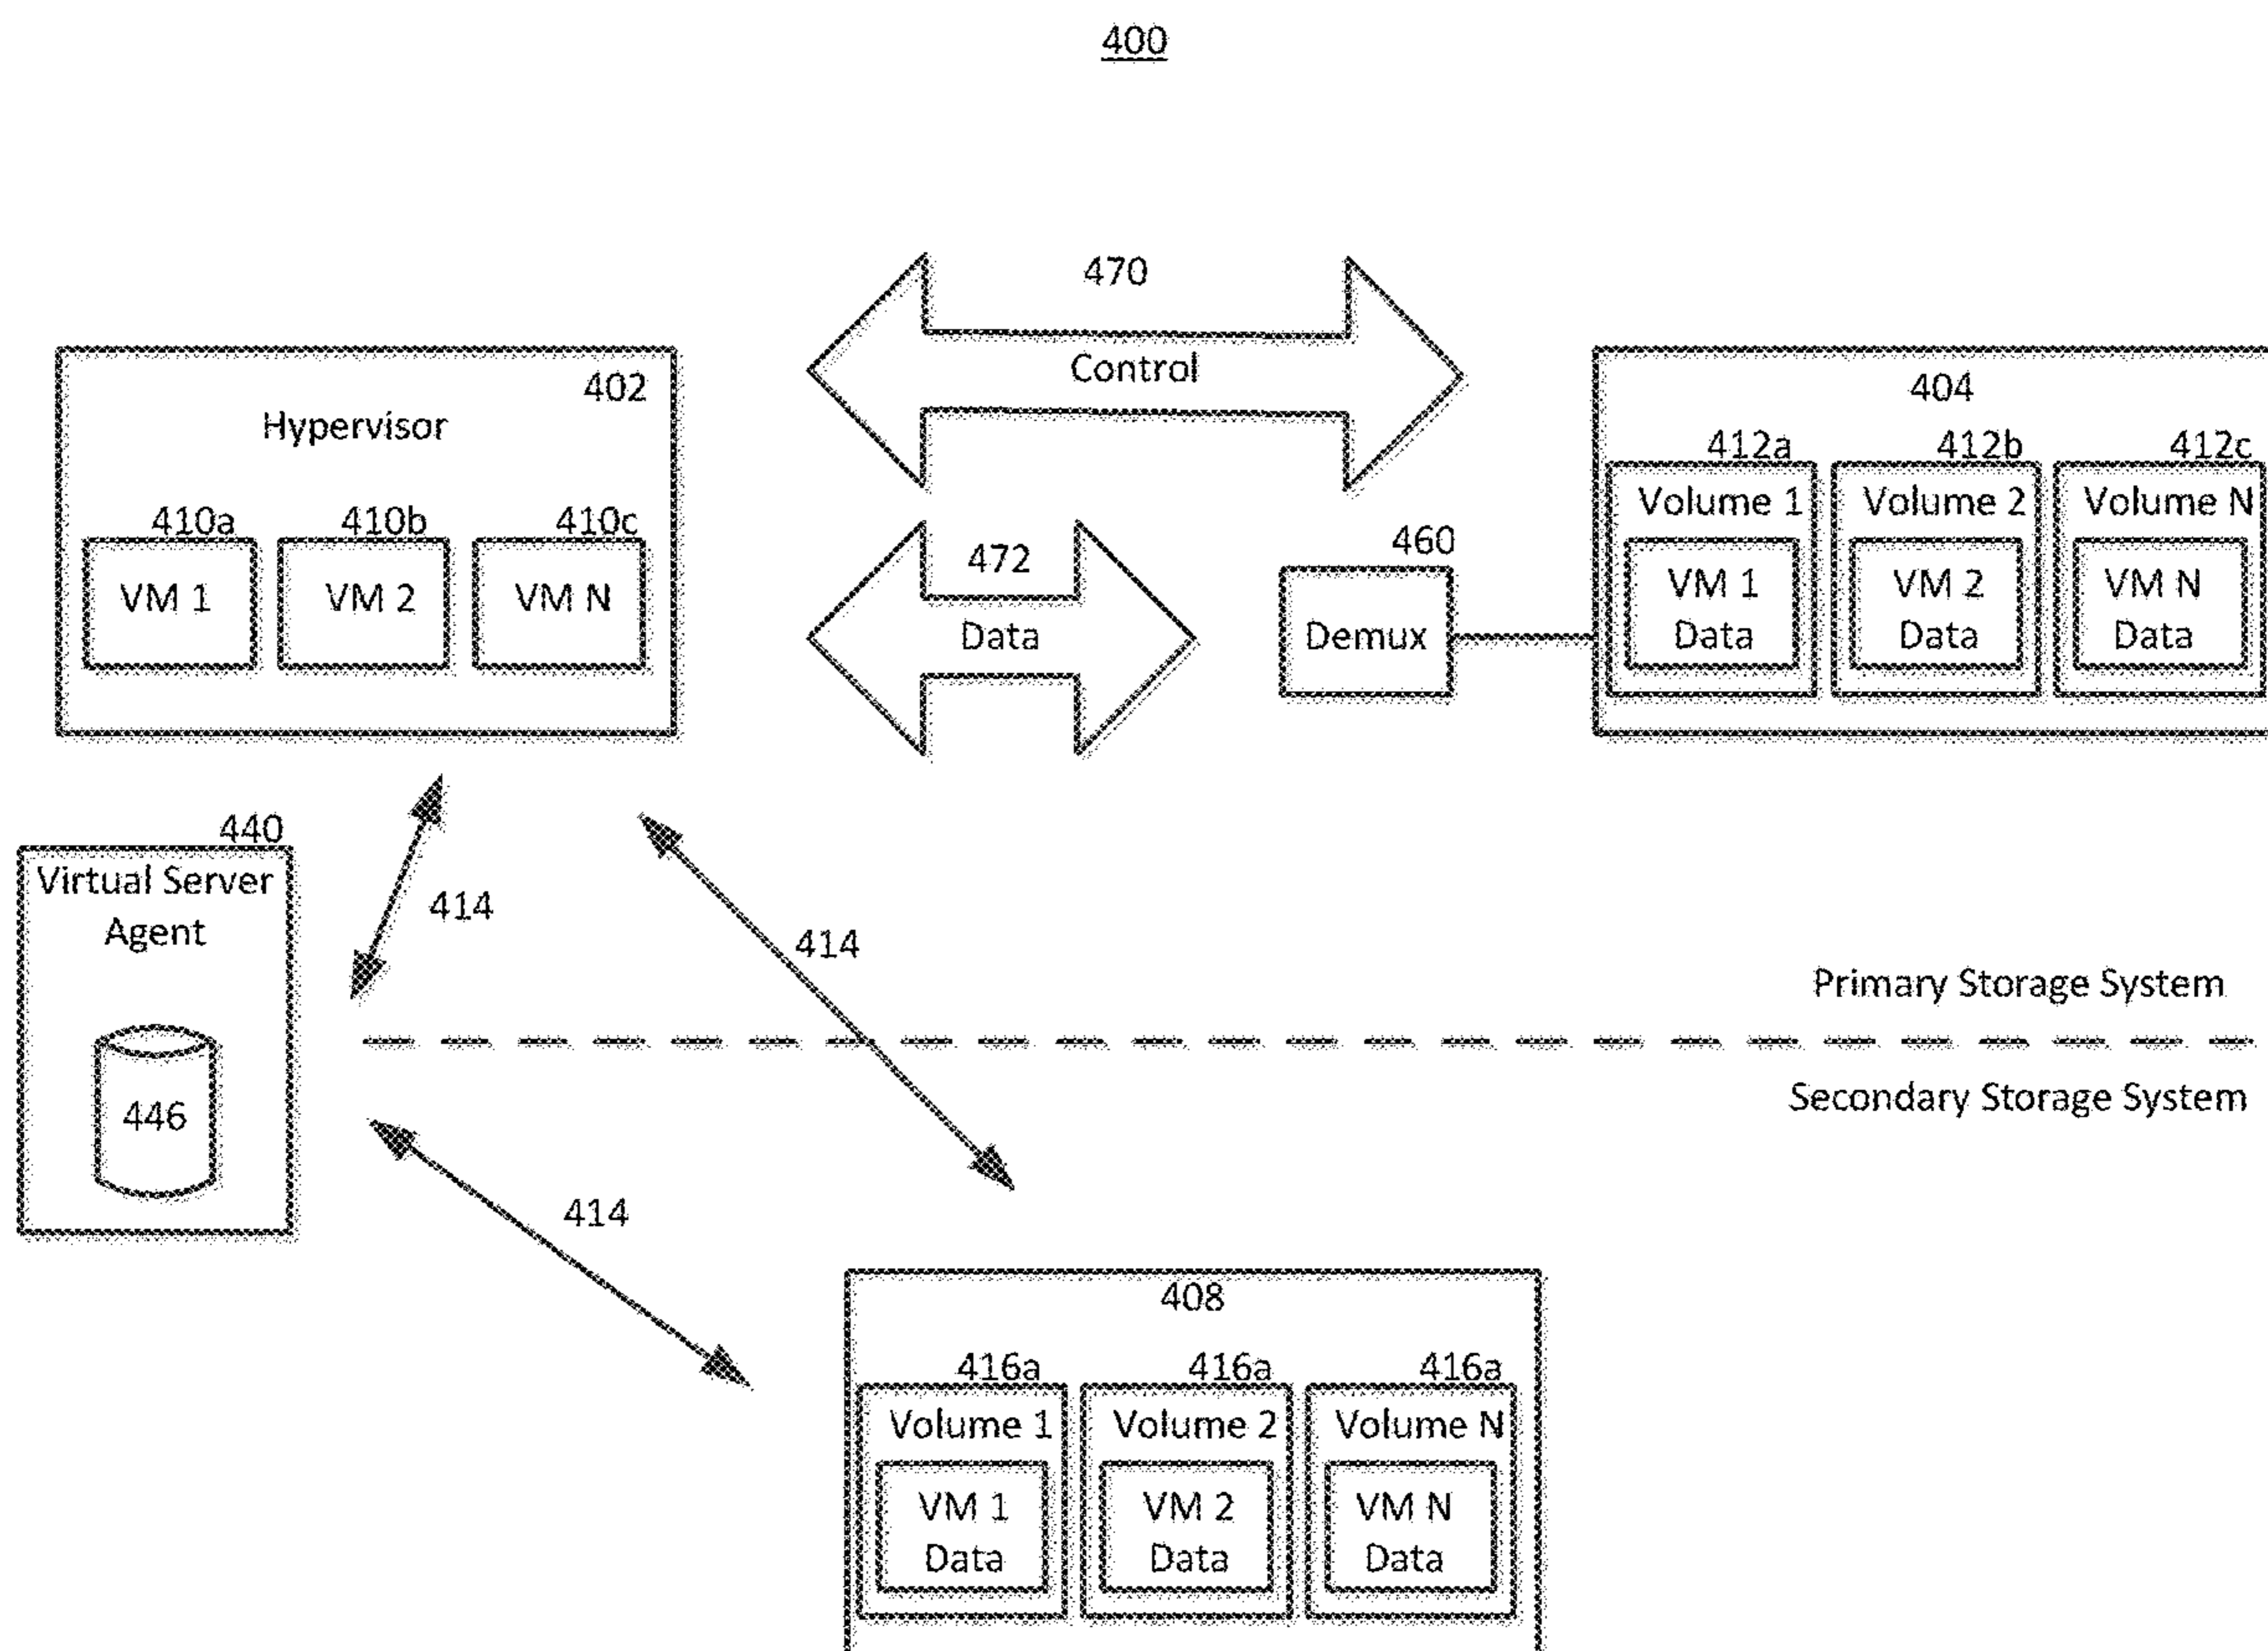 400
470
Control
402
Hypervisor
410a 410b 410c
VM 1 VM 2 VM N
472
Data
460
Demux
404
412a 412b 412c
Volume 1 Volume 2 Volume N
VM 1 VM 2 VM N
Data Data Data
440
Virtual Server
Agent
446
414
414
414
Primary Storage System
Secondary Storage System
408
416a 416a 416a
Volume 1 Volume 2 Volume N
VM 1 VM 2 VM N
Data Data Data